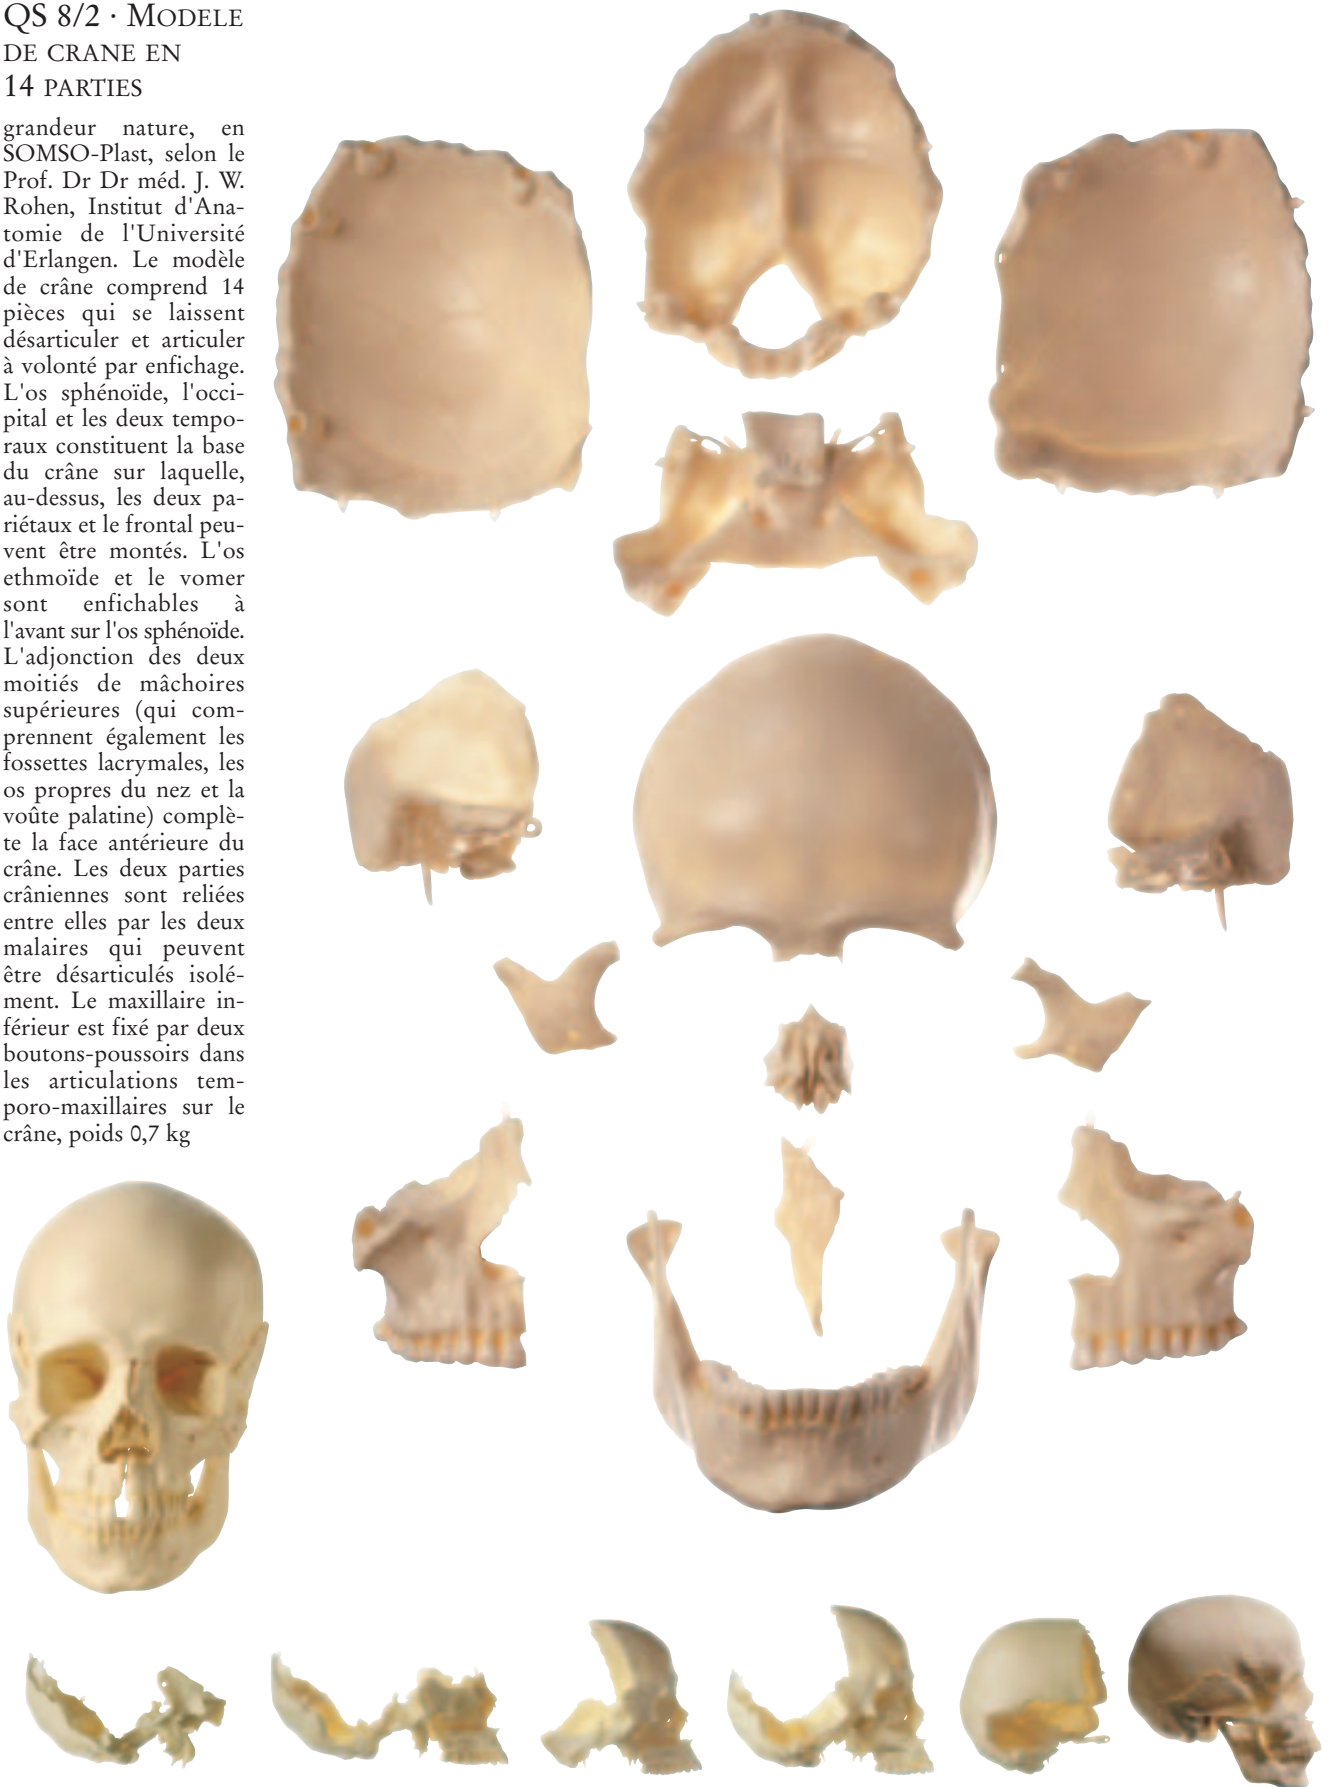 QS 8/2 · MODELE
DE CRANE EN
14 PARTIES
grandeur nature, en
SOMSO-Plast, selon le
Prof. Dr Dr méd. J. W.
Rohen, Institut d'Ana-
tomie de l'Université
d'Erlangen. Le modèle
de crâne comprend 14
pièces qui se laissent
désarticuler et articuler
à volonté par enfichage.
L'os sphénoïde, l'occi-
pital et les deux tempo-
raux constituent la base
du crâne sur laquelle,
au-dessus, les deux pa-
riétaux et le frontal peu-
vent être montés. L'os
ethmoïde et le vomer
sont enfichables à
l'avant sur l'os sphénoïde.
L'adjonction des deux
moitiés de mâchoires
supérieures (qui com-
prennent également les
fossettes lacrymales, les
os propres du nez et la
voûte palatine) complè-
te la face antérieure du
crâne. Les deux parties
crâniennes sont reliées
entre elles par les deux
malaires qui peuvent
être désarticulés isolé-
ment. Le maxillaire in-
férieur est fixé par deux
boutons-poussoirs dans
les articulations tem-
poro-maxillaires sur le
crâne, poids 0,7 kg